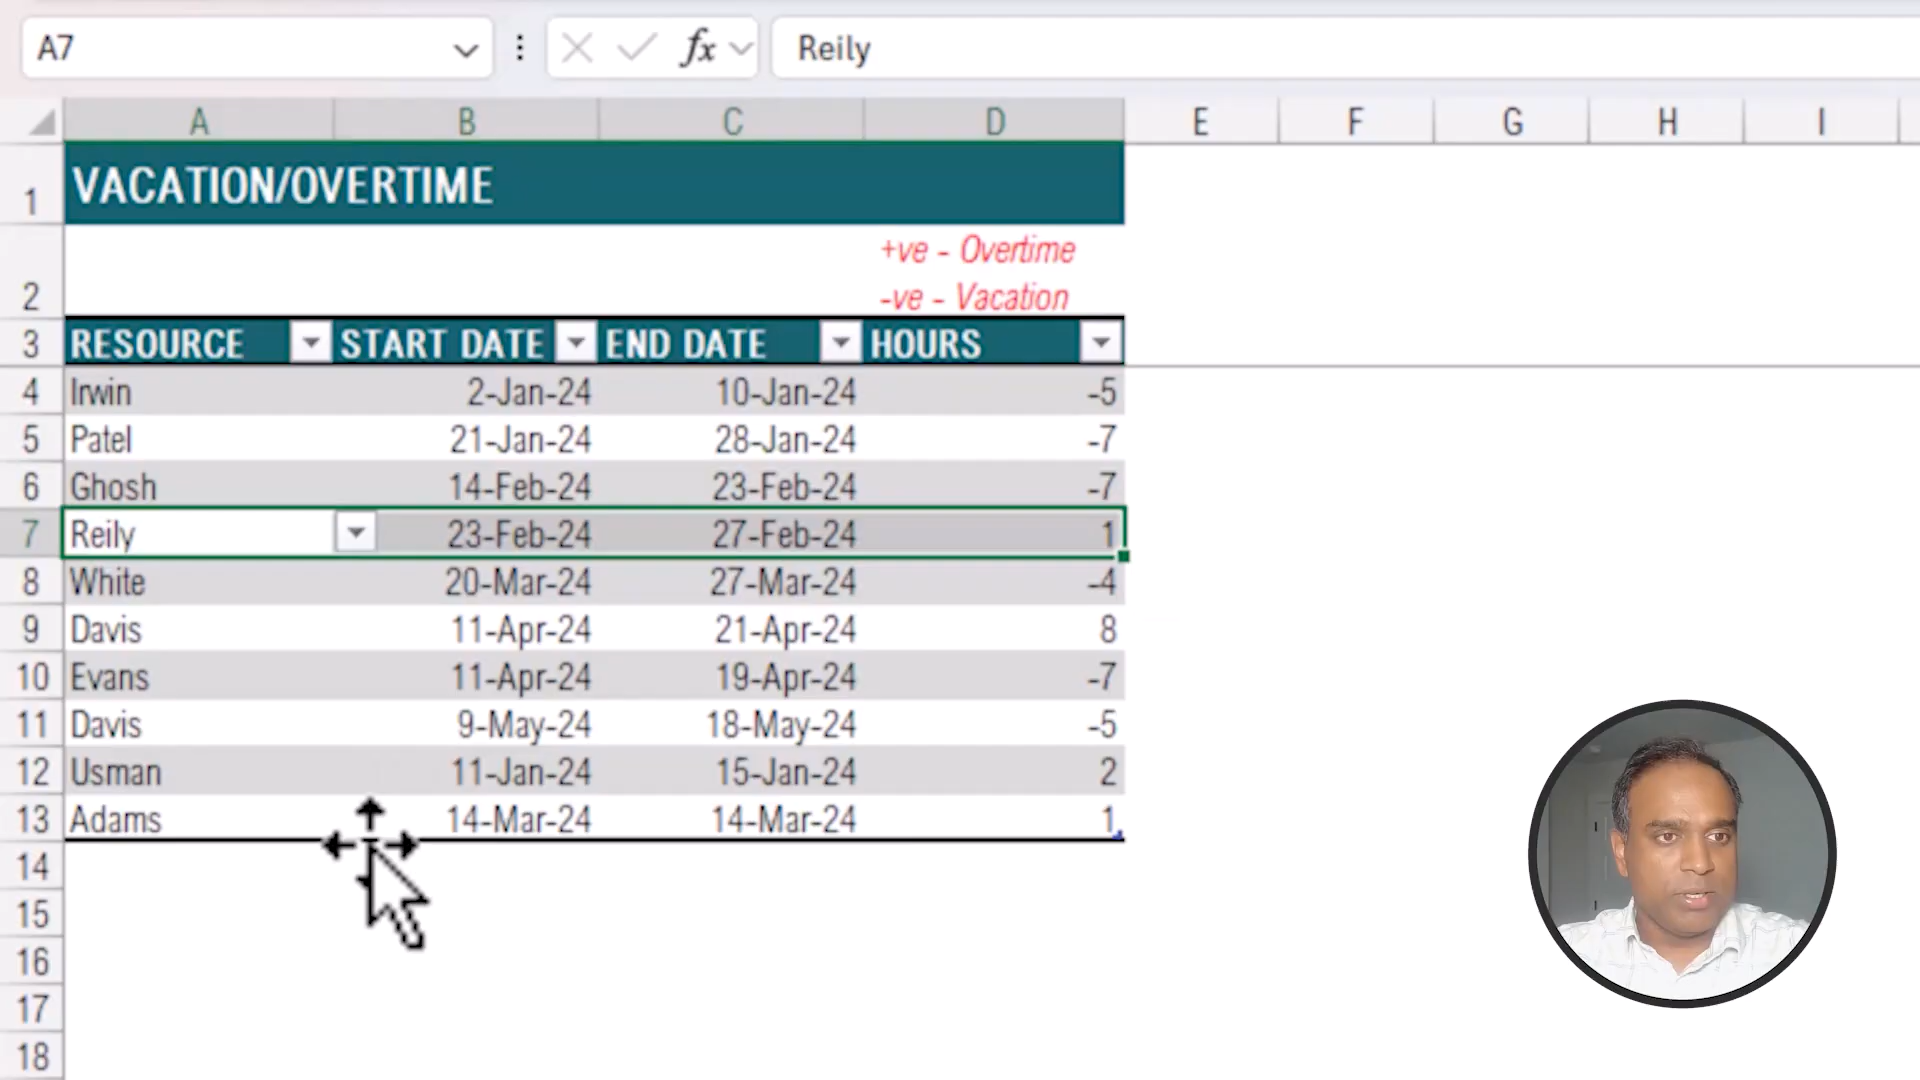 A7 fx Reily
A B C D E F G H I
1 VACATION/OVERTIME
+ve - Overtime
2 -ve - Vacation
3 RESOURCE START DATE END DATE HOURS
4 Irwin 2-Jan-24 10-Jan-24 -5
5 Patel 21-Jan-24 28-Jan-24 -7
6 Ghosh 14-Feb-24 23-Feb-24 -7
7 Reily 23-Feb-24 27-Feb-24 1
8 White 20-Mar-24 27-Mar-24 -4
9 Davis 11-Apr-24 21-Apr-24 8
10 Evans 11-Apr-24 19-Apr-24 -7
11 Davis 9-May-24 18-May-24 -5
12 Usman 11-Jan-24 15-Jan-24 2
13 Adams 14-Mar-24 14-Mar-24 1
14
15
16
17
18